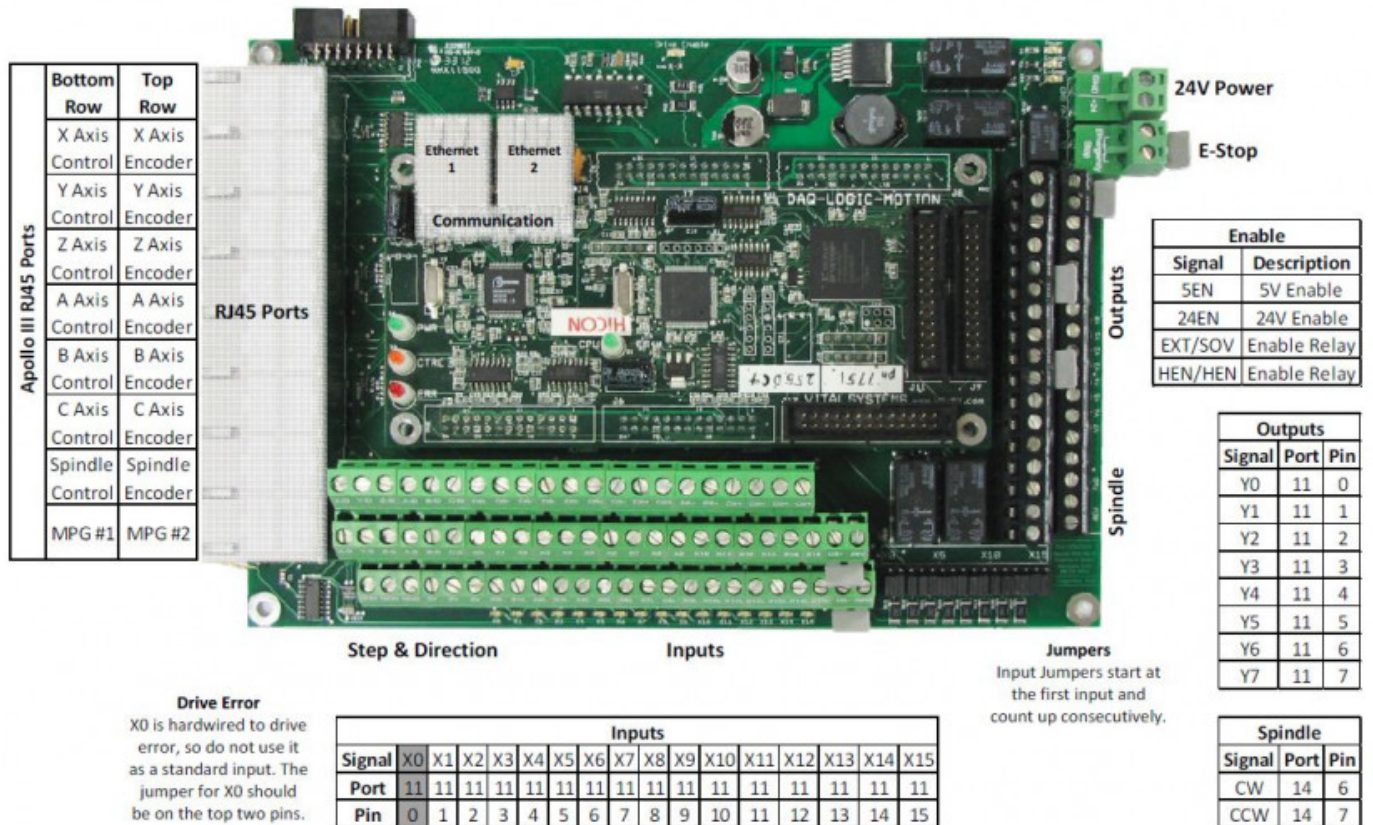 Apollo III RJ45 Ports
Bottom Row Top Row
X Axis Control X Axis Encoder
Y Axis Control Y Axis Encoder
Z Axis Control Z Axis Encoder
A Axis Control A Axis Encoder
B Axis Control B Axis Encoder
C Axis Control C Axis Encoder
Spindle Control Spindle Encoder
MPG #1 MPG #2
RJ45 Ports
Drive Enable
Ethernet 1
Ethernet 2
Communication
DAQ-LOGIC-MOTION
HiCON
CPU
CTRL
ERR
VITAL SYSTEMS
24V Power
E-Stop
Outputs
Spindle
X5 X10 X15
Step & Direction
Inputs
Jumpers
Input Jumpers start at
the first input and
count up consecutively.
Enable
Signal Description
5EN 5V Enable
24EN 24V Enable
EXT/SOV Enable Relay
HEN/HEN Enable Relay
Outputs
Signal Port Pin
Y0 11 0
Y1 11 1
Y2 11 2
Y3 11 3
Y4 11 4
Y5 11 5
Y6 11 6
Y7 11 7
Drive Error
X0 is hardwired to drive
error, so do not use it
as a standard input. The
jumper for X0 should
be on the top two pins.
Inputs
Signal X0 X1 X2 X3 X4 X5 X6 X7 X8 X9 X10 X11 X12 X13 X14 X15
Port 11 11 11 11 11 11 11 11 11 11 11 11 11 11 11 11
Pin 0 1 2 3 4 5 6 7 8 9 10 11 12 13 14 15
Spindle
Signal Port Pin
CW 14 6
CCW 14 7